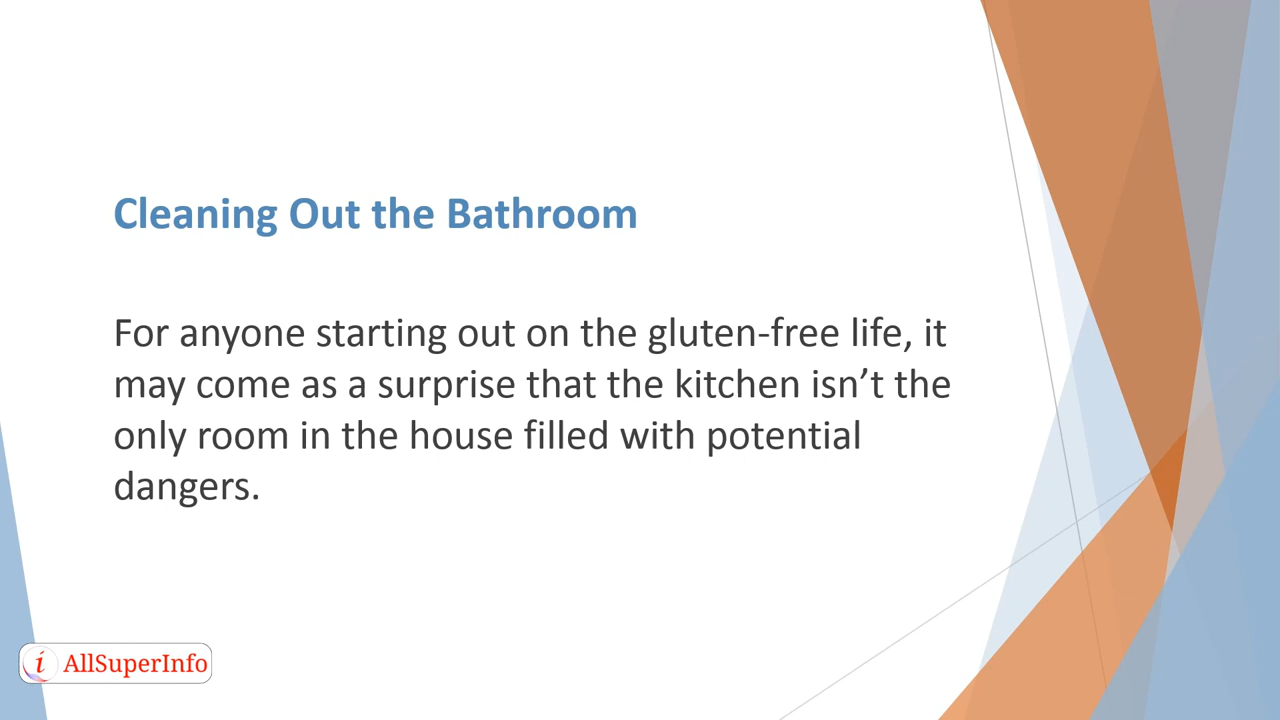 Cleaning Out the Bathroom
For anyone starting out on the gluten-free life, it
may come as a surprise that the kitchen isn’t the
only room in the house filled with potential
dangers.
i AllSuperInfo